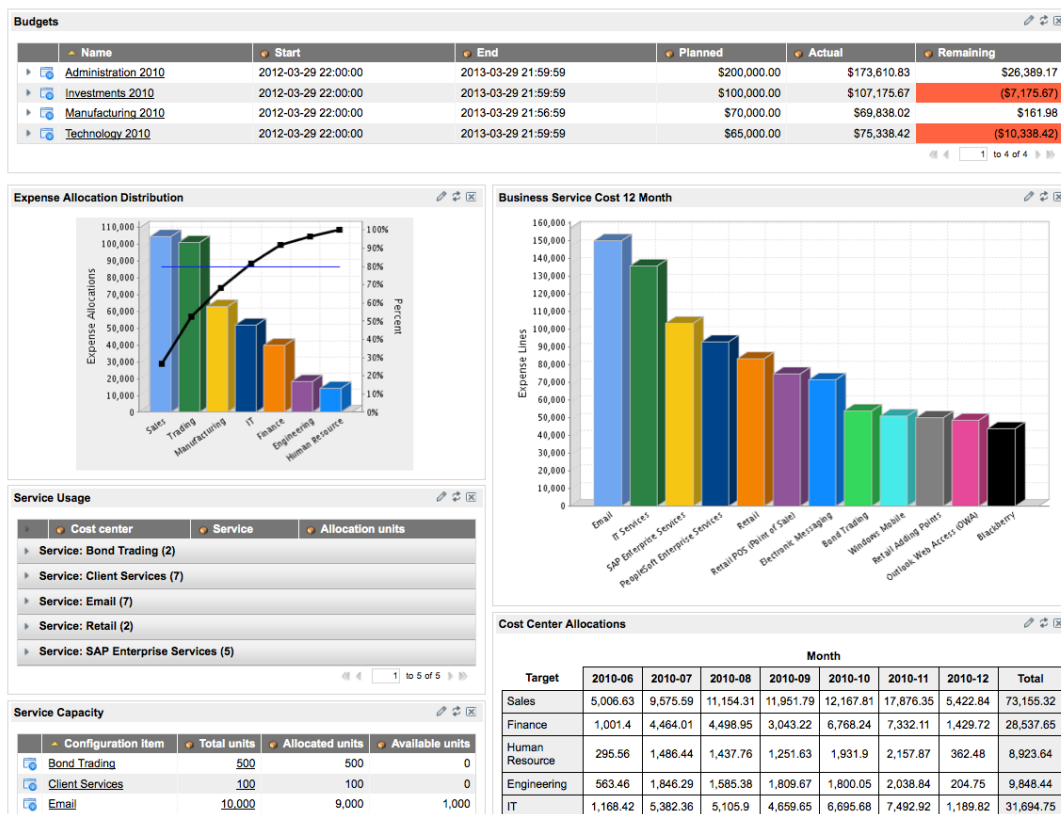 Budgets
Name Start End Planned Actual Remaining
Administration 2010 2012-03-29 22:00:00 2013-03-29 21:59:59 $200,000.00 $173,610.83 $26,389.17
Investments 2010 2012-03-29 22:00:00 2013-03-29 21:59:59 $100,000.00 $107,175.67 ($7,175.67)
Manufacturing 2010 2012-03-29 22:00:00 2013-03-29 21:56:59 $70,000.00 $69,838.02 $161.98
Technology 2010 2012-03-29 22:00:00 2013-03-29 21:59:59 $65,000.00 $75,338.42 ($10,338.42)
1 to 4 of 4
Expense Allocation Distribution
110,000
100,000
90,000
80,000
70,000
60,000
50,000
40,000
30,000
20,000
10,000
0
Expense Allocations
100%
90%
80%
70%
60%
50%
40%
30%
20%
10%
0%
Percent
Sales
Trading
Manufacturing
IT
Finance
Engineering
Human Resource
Business Service Cost 12 Month
160,000
150,000
140,000
130,000
120,000
110,000
100,000
90,000
80,000
70,000
60,000
50,000
40,000
30,000
20,000
10,000
0
Expense Lines
Email
IT Services
SAP Enterprise Services
PeopleSoft Enterprise Services
Retail
Retail POS (Point of Sale)
Electronic Messaging
Bond Trading
Windows Mobile
Retail Adding Points
Outlook Web Access (OWA)
Blackberry
Service Usage
Cost center Service Allocation units
Service: Bond Trading (2)
Service: Client Services (7)
Service: Email (7)
Service: Retail (2)
Service: SAP Enterprise Services (5)
1 to 5 of 5
Service Capacity
Configuration item Total units Allocated units Available units
Bond Trading 500 500 0
Client Services 100 100 0
Email 10,000 9,000 1,000
Cost Center Allocations
Month
Target 2010-06 2010-07 2010-08 2010-09 2010-10 2010-11 2010-12 Total
Sales 5,006.63 9,575.59 11,154.31 11,951.79 12,167.81 17,876.35 5,422.84 73,155.32
Finance 1,001.4 4,464.01 4,498.95 3,043.22 6,768.24 7,332.11 1,429.72 28,537.65
Human
Resource 295.56 1,486.44 1,437.76 1,251.63 1,931.9 2,157.87 362.48 8,923.64
Engineering 563.46 1,846.29 1,585.38 1,809.67 1,800.05 2,038.84 204.75 9,848.44
IT 1,168.42 5,382.36 5,105.9 4,659.65 6,695.68 7,492.92 1,189.82 31,694.75